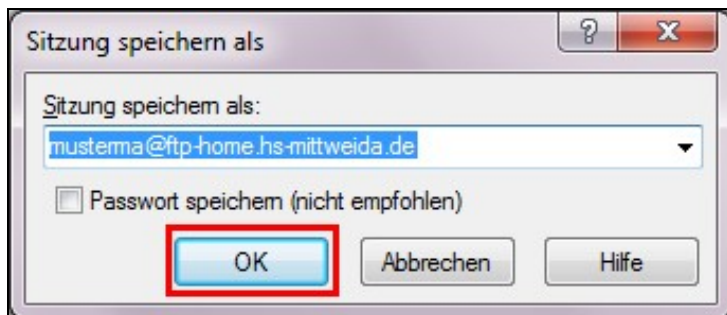 Sitzung speichern als
Sitzung speichern als:
musterma@ftp-home.hs-mittweida.de
Passwort speichern (nicht empfohlen)
OK Abbrechen Hilfe